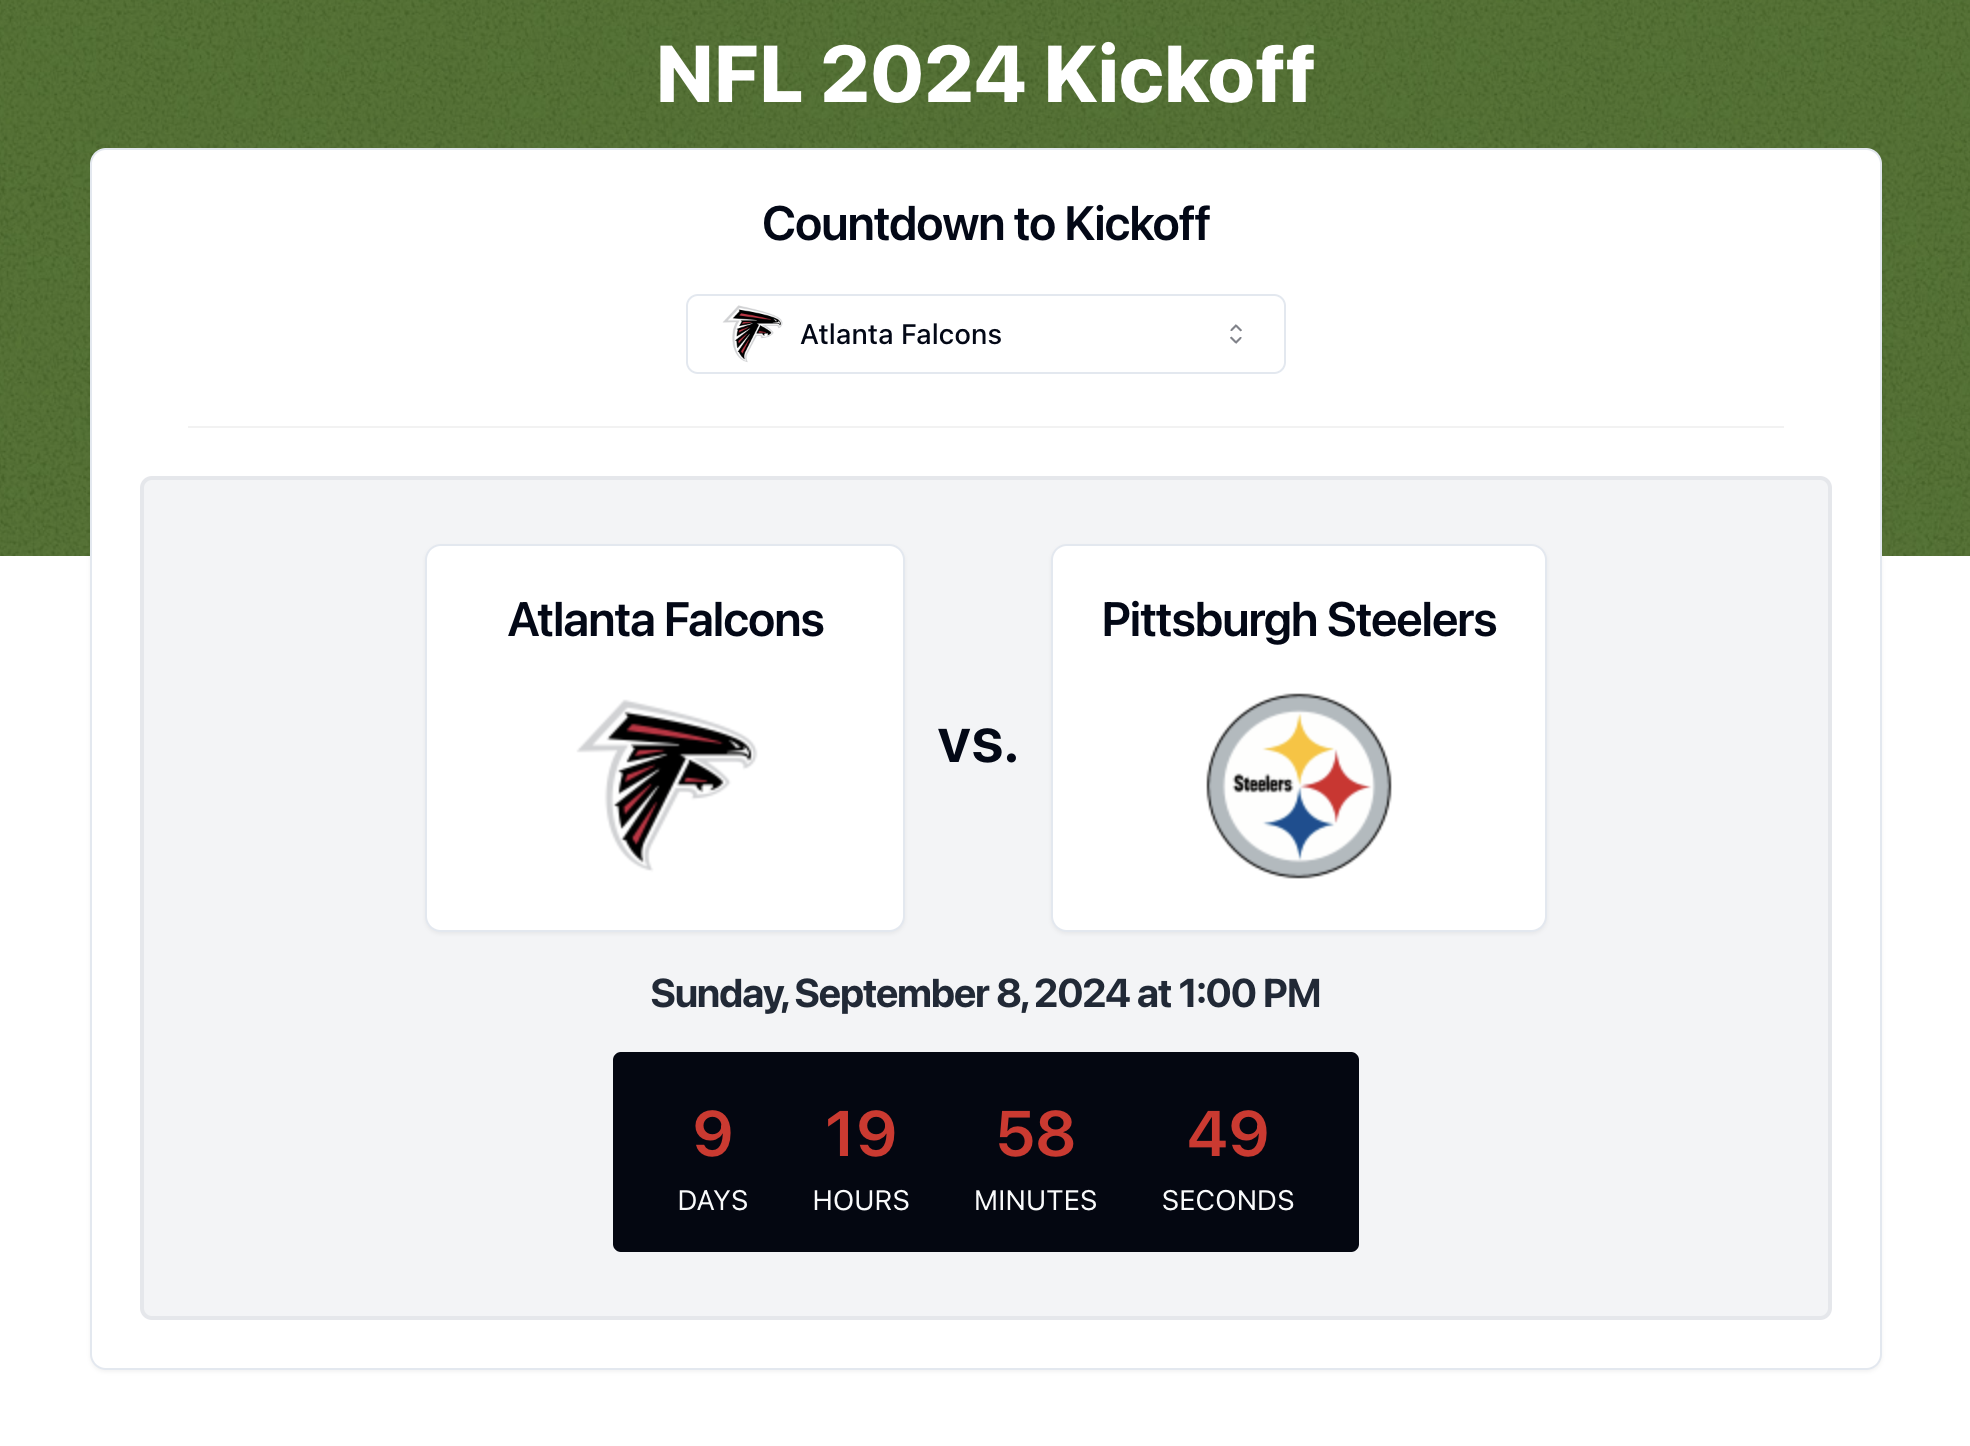 NFL 2024 Kickoff
Countdown to Kickoff
Atlanta Falcons
Atlanta Falcons
vs.
Pittsburgh Steelers
Steelers
Sunday, September 8, 2024 at 1:00 PM
9 19 58 49
DAYS HOURS MINUTES SECONDS